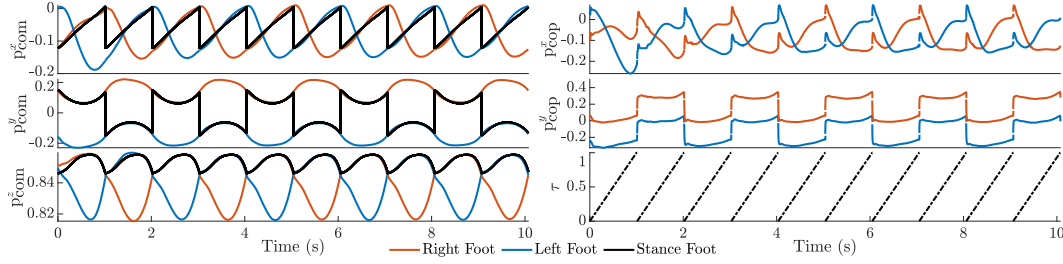 0
-0.1
-0.2
p^x_com
0.2
0
-0.2
p^y_com
0.84
0.82
p^z_com
0 2 4 6 8 10
Time (s)
0
-0.1
-0.2
p^x_cop
0.4
0.2
0
-0.2
p^y_cop
1
0.5
0
τ
0 2 4 6 8 10
Time (s)
Right Foot Left Foot Stance Foot